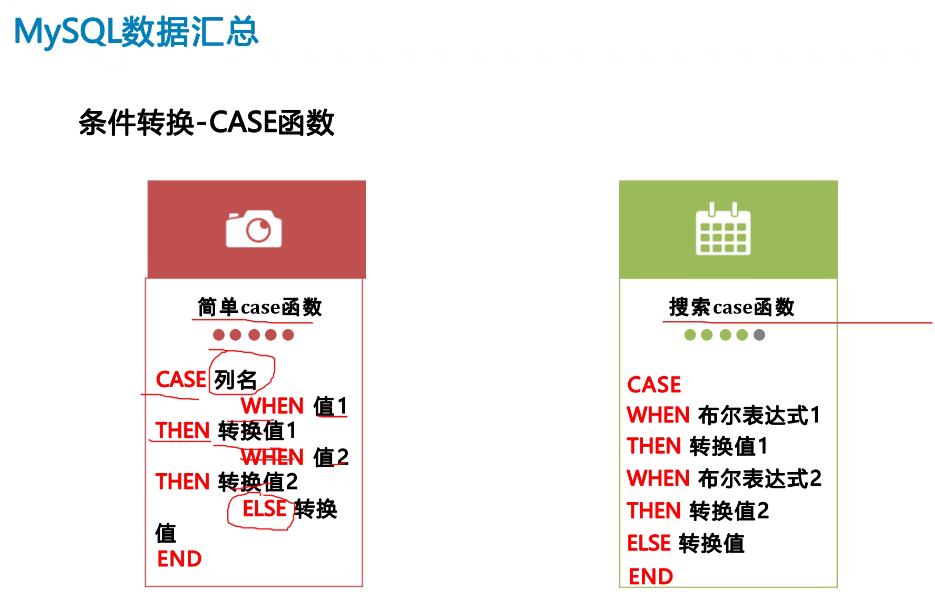 MySQL数据汇总
条件转换-CASE函数
简单case函数
CASE 列名
WHEN 值1
THEN 转换值1
WHEN 值2
THEN 转换值2
ELSE 转换
值
END
搜索case函数
CASE
WHEN 布尔表达式1
THEN 转换值1
WHEN 布尔表达式2
THEN 转换值2
ELSE 转换值
END